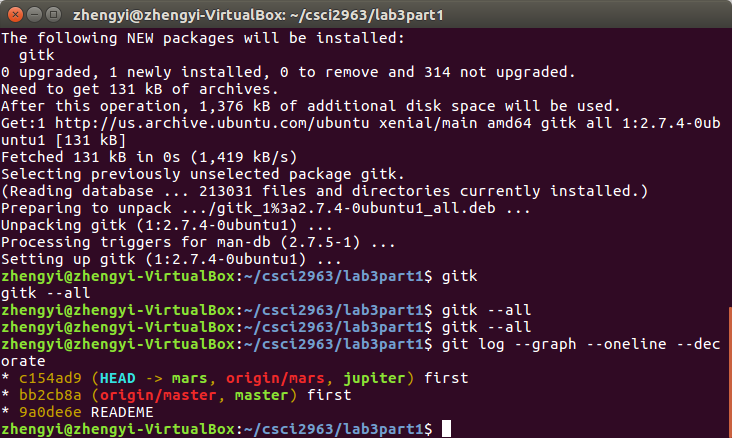 zhengyi@zhengyi-VirtualBox: ~/csci2963/lab3part1
The following NEW packages will be installed:
  gitk
0 upgraded, 1 newly installed, 0 to remove and 314 not upgraded.
Need to get 131 kB of archives.
After this operation, 1,376 kB of additional disk space will be used.
Get:1 http://us.archive.ubuntu.com/ubuntu xenial/main amd64 gitk all 1:2.7.4-0ub
untu1 [131 kB]
Fetched 131 kB in 0s (1,419 kB/s)
Selecting previously unselected package gitk.
(Reading database ... 213031 files and directories currently installed.)
Preparing to unpack .../gitk_1%3a2.7.4-0ubuntu1_all.deb ...
Unpacking gitk (1:2.7.4-0ubuntu1) ...
Processing triggers for man-db (2.7.5-1) ...
Setting up gitk (1:2.7.4-0ubuntu1) ...
zhengyi@zhengyi-VirtualBox:~/csci2963/lab3part1$ gitk
gitk --all
zhengyi@zhengyi-VirtualBox:~/csci2963/lab3part1$ gitk --all
zhengyi@zhengyi-VirtualBox:~/csci2963/lab3part1$ gitk --all
zhengyi@zhengyi-VirtualBox:~/csci2963/lab3part1$ git log --graph --oneline --dec
orate
* c154ad9 (HEAD -> mars, origin/mars, jupiter) first
* bb2cb8a (origin/master, master) first
* 9a0de6e READEME
zhengyi@zhengyi-VirtualBox:~/csci2963/lab3part1$